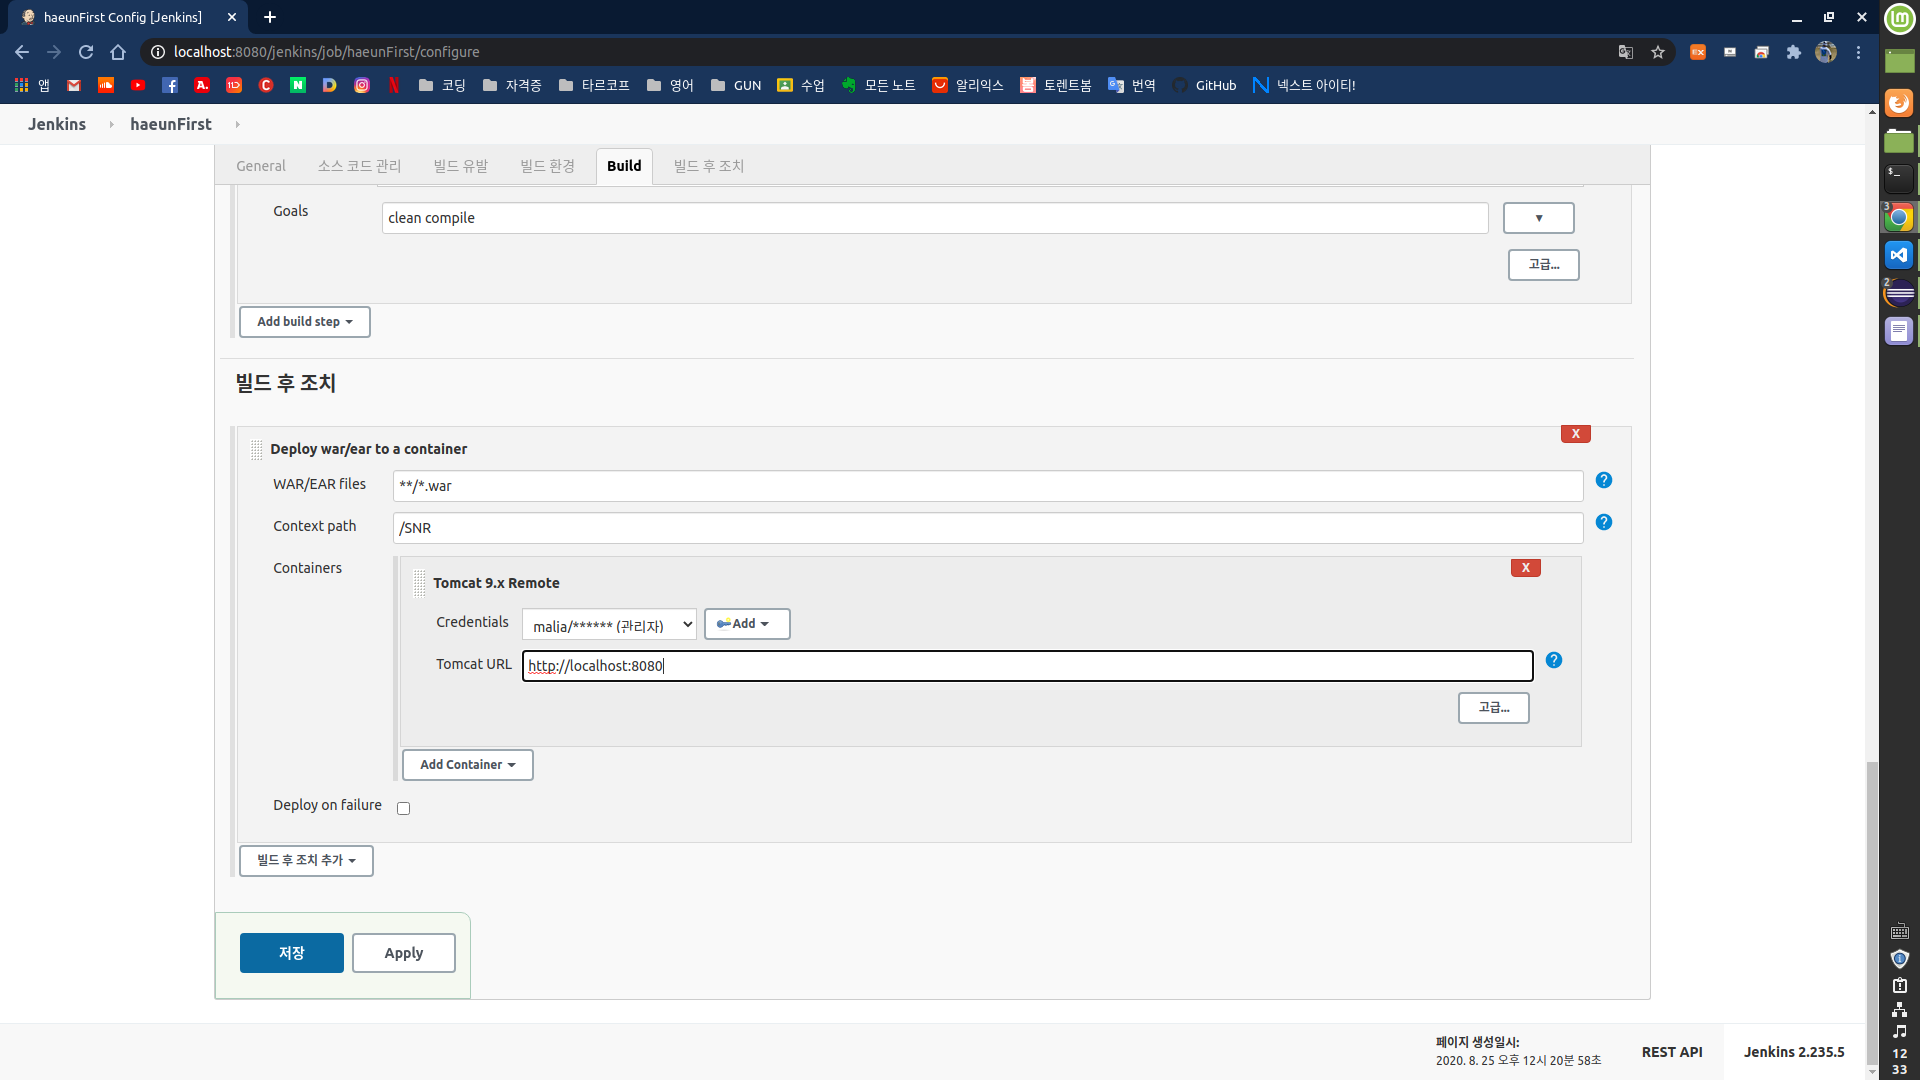 haeunFirst Config [Jenkins]
localhost:8080/jenkins/job/haeunFirst/configure
앱
코딩
자격증
타르코프
영어
GUN
수업
모든 노트
알리익스
토렌트봄
번역
GitHub
넥스트 아이티!
Jenkins
haeunFirst
General
소스 코드 관리
빌드 유발
빌드 환경
Build
빌드 후 조치
Goals
clean compile
▼
고급...
Add build step
빌드 후 조치
X
Deploy war/ear to a container
WAR/EAR files
**/*.war
?
Context path
/SNR
?
Containers
X
Tomcat 9.x Remote
Credentials
malja/****** (관리자)
Add
Tomcat URL
http://localhost:8080
?
고급...
Add Container
Deploy on failure
빌드 후 조치 추가
저장
Apply
페이지 생성일시:
2020. 8. 25 오후 12시 20분 58초
REST API
Jenkins 2.235.5
3
2
12
33